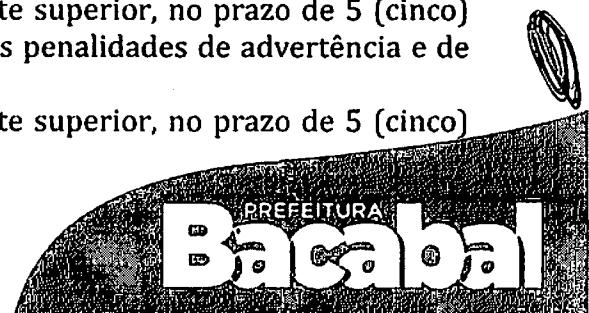 te superior, no prazo de 5 (cinco)
s penalidades de advertência e de
te superior, no prazo de 5 (cinco)
PREFEITURA
Bacabal